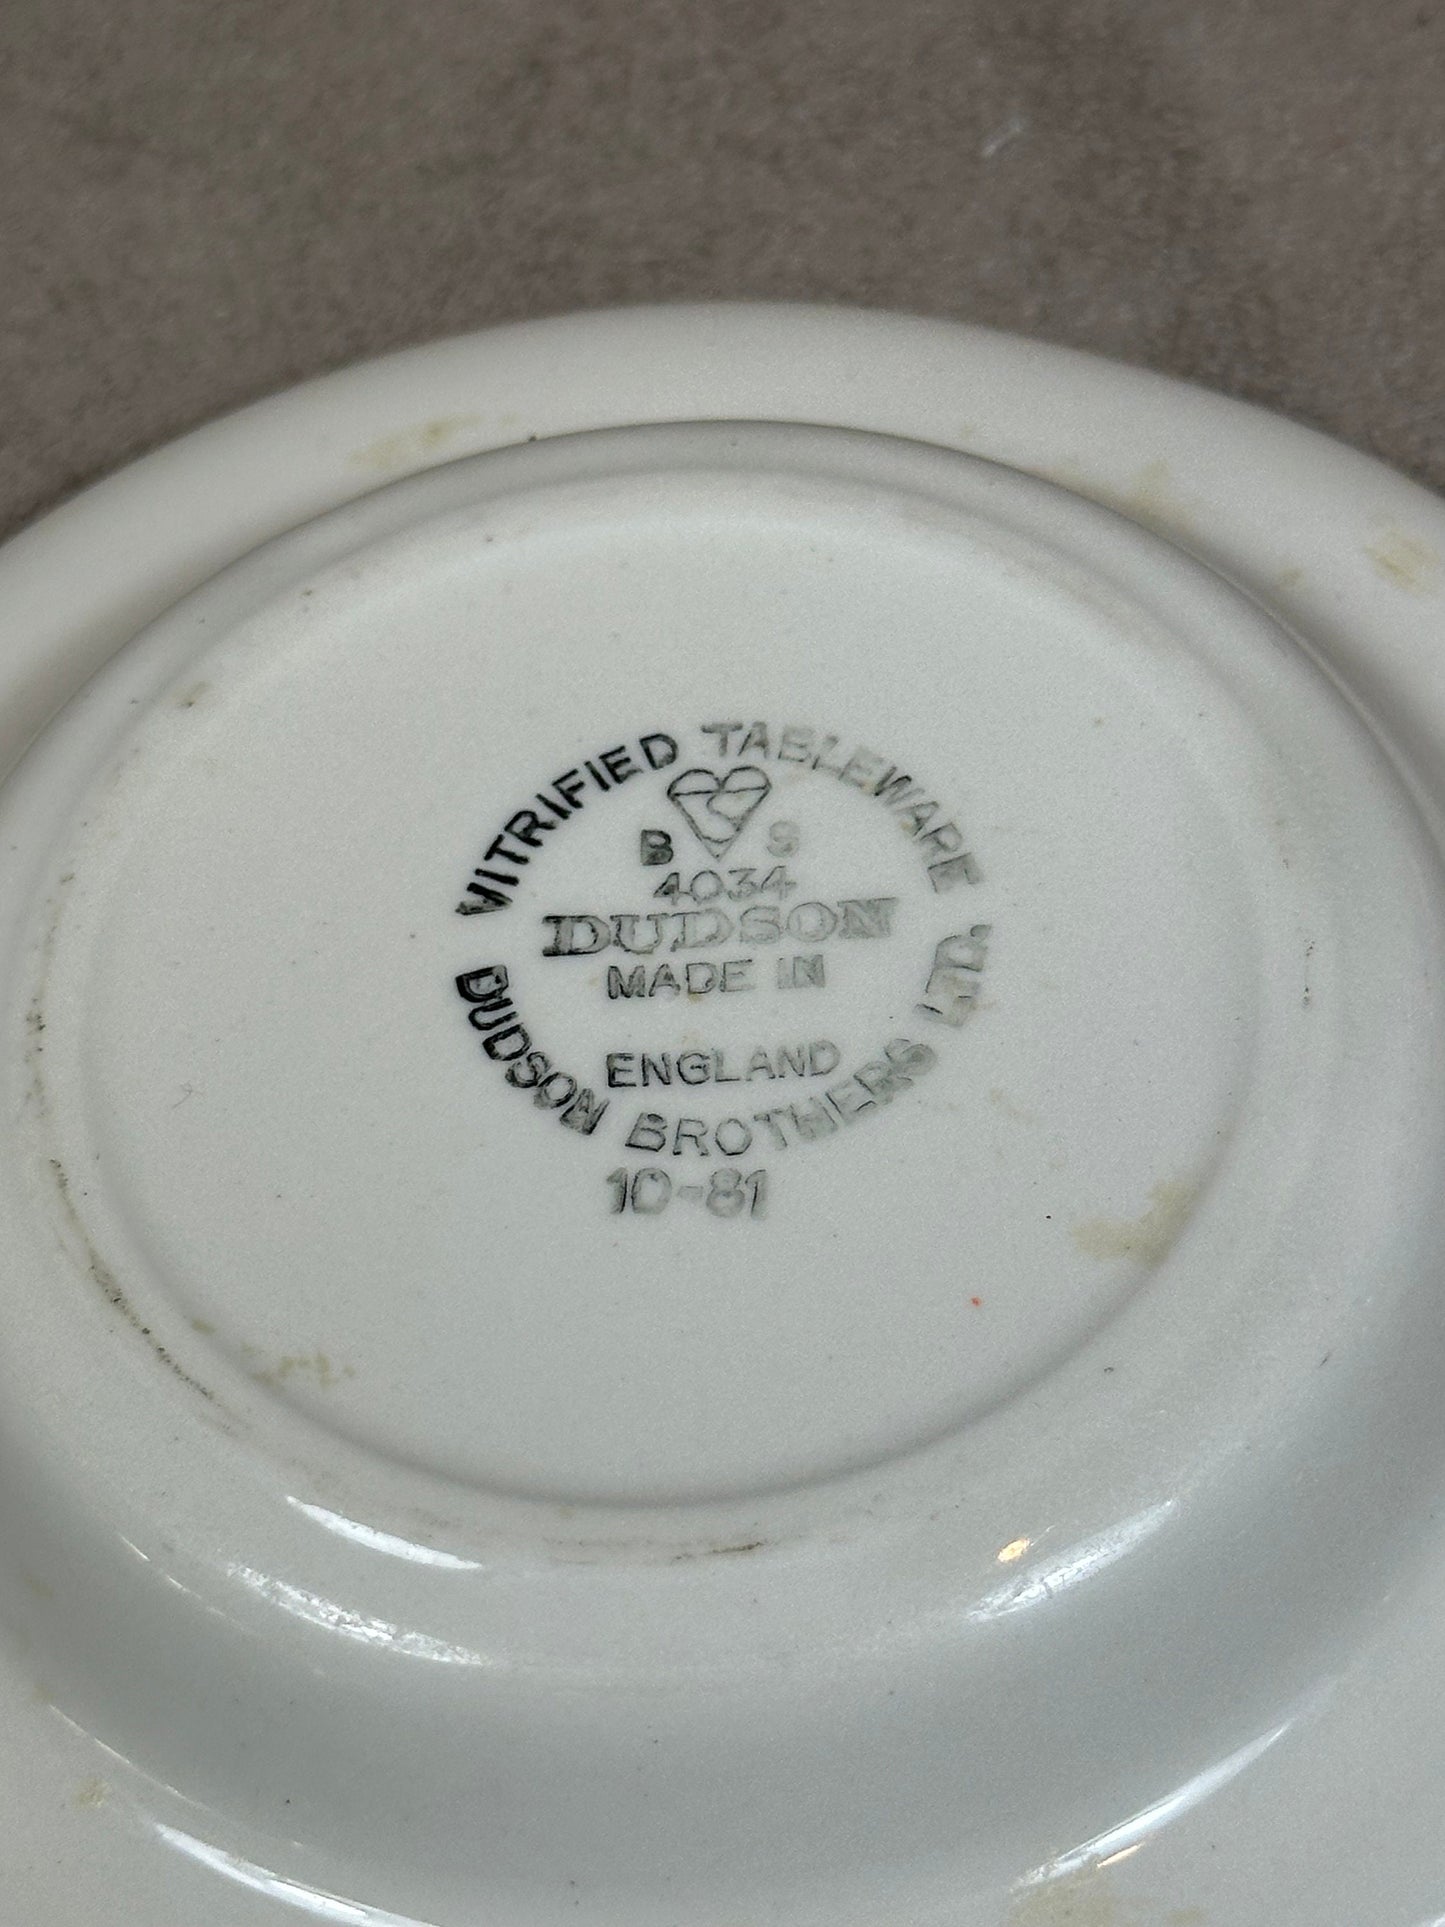 VITRIFIED TABLEWARE
B S
4034
DUDSON
MADE IN
ENGLAND
DUDSON BROTHERS LTD.
10-81